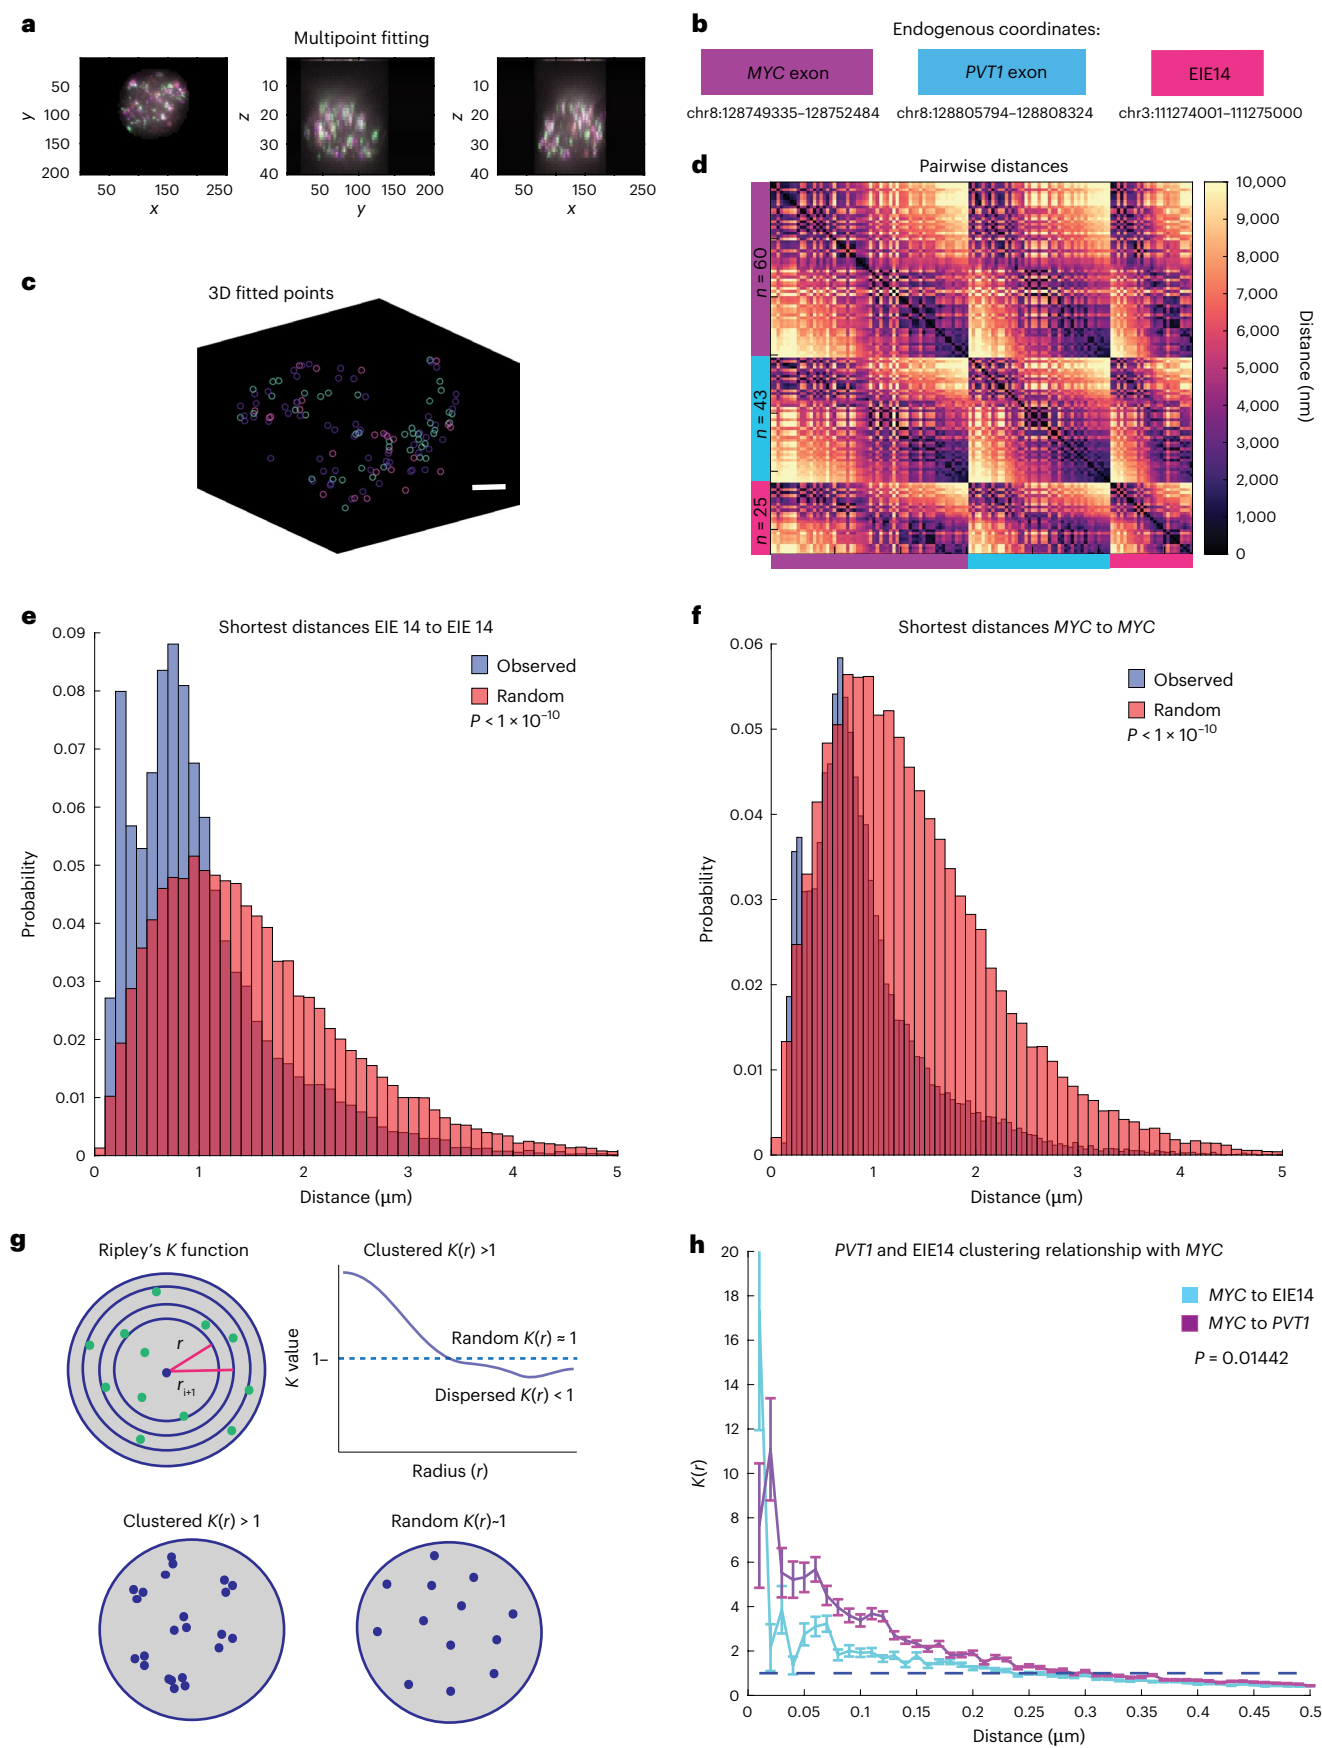 a
Multipoint fitting
50
100
150
200
y
50
150
250
x
10
20
30
40
z
50
100
150
200
y
10
20
30
40
z
50
150
250
x
b
Endogenous coordinates:
MYC exon
PVT1 exon
EIE14
chr8:128749335–128752484
chr8:128805794–128808324
chr3:111274001–111275000
c
3D fitted points
d
Pairwise distances
n = 60
n = 43
n = 25
10,000
9,000
8,000
7,000
6,000
5,000
4,000
3,000
2,000
1,000
0
Distance (nm)
e
Shortest distances EIE 14 to EIE 14
Observed
Random
P < 1 × 10⁻¹⁰
0.09
0.08
0.07
0.06
0.05
0.04
0.03
0.02
0.01
0
Probability
0
1
2
3
4
5
Distance (μm)
f
Shortest distances MYC to MYC
Observed
Random
P < 1 × 10⁻¹⁰
0.06
0.05
0.04
0.03
0.02
0.01
0
Probability
0
1
2
3
4
5
Distance (μm)
g
Ripley's K function
r
rᵢ₊₁
Clustered K(r) >1
K value
1
Random K(r) ≈ 1
Dispersed K(r) < 1
Radius (r)
Clustered K(r) > 1
Random K(r)~1
h
PVT1 and EIE14 clustering relationship with MYC
MYC to EIE14
MYC to PVT1
P = 0.01442
20
18
16
14
12
10
8
6
4
2
0
K(r)
0
0.05
0.1
0.15
0.2
0.25
0.3
0.35
0.4
0.45
0.5
Distance (μm)